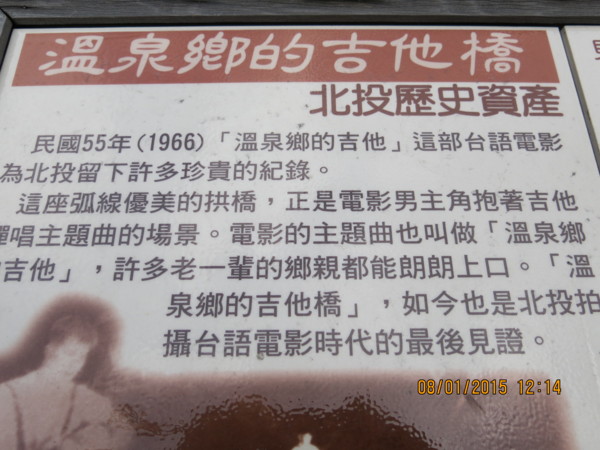 溫泉鄉的吉他橋
北投歷史資產
民國55年(1966)「溫泉鄉的吉他」這部台語電影
為北投留下許多珍貴的紀錄。
這座弧線優美的拱橋，正是電影男主角抱著吉他
彈唱主題曲的場景。電影的主題曲也叫做「溫泉鄉
的吉他」，許多老一輩的鄉親都能朗朗上口。「溫
泉鄉的吉他橋」，如今也是北投拍
攝台語電影時代的最後見證。
08/01/2015 12:14